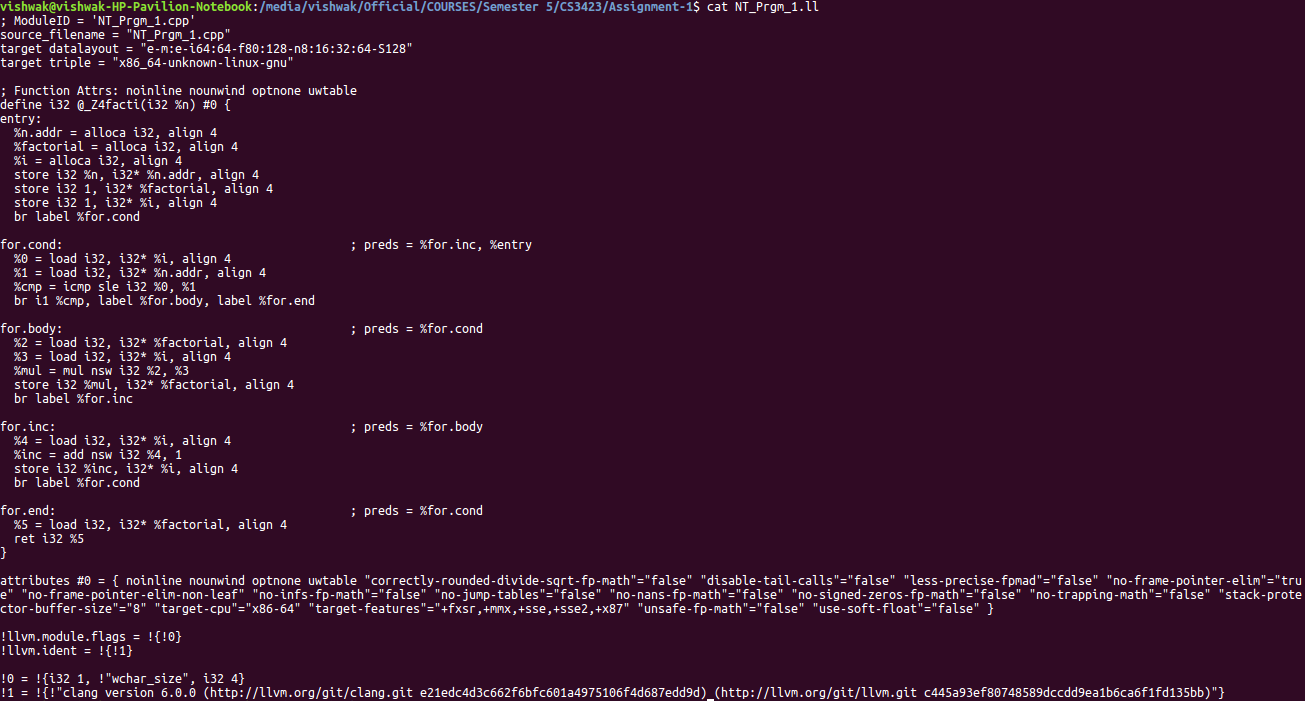 vishwak@vishwak-HP-Pavilion-Notebook:/media/vishwak/Official/COURSES/Semester 5/CS3423/Assignment-1$ cat NT_Prgm_1.ll
; ModuleID = 'NT_Prgm_1.cpp'
source_filename = "NT_Prgm_1.cpp"
target datalayout = "e-m:e-i64:64-f80:128-n8:16:32:64-S128"
target triple = "x86_64-unknown-linux-gnu"

; Function Attrs: noinline nounwind optnone uwtable
define i32 @_Z4facti(i32 %n) #0 {
entry:
  %n.addr = alloca i32, align 4
  %factorial = alloca i32, align 4
  %i = alloca i32, align 4
  store i32 %n, i32* %n.addr, align 4
  store i32 1, i32* %factorial, align 4
  store i32 1, i32* %i, align 4
  br label %for.cond

for.cond:                                         ; preds = %for.inc, %entry
  %0 = load i32, i32* %i, align 4
  %1 = load i32, i32* %n.addr, align 4
  %cmp = icmp sle i32 %0, %1
  br i1 %cmp, label %for.body, label %for.end

for.body:                                         ; preds = %for.cond
  %2 = load i32, i32* %factorial, align 4
  %3 = load i32, i32* %i, align 4
  %mul = mul nsw i32 %2, %3
  store i32 %mul, i32* %factorial, align 4
  br label %for.inc

for.inc:                                          ; preds = %for.body
  %4 = load i32, i32* %i, align 4
  %inc = add nsw i32 %4, 1
  store i32 %inc, i32* %i, align 4
  br label %for.cond

for.end:                                          ; preds = %for.cond
  %5 = load i32, i32* %factorial, align 4
  ret i32 %5
}

attributes #0 = { noinline nounwind optnone uwtable "correctly-rounded-divide-sqrt-fp-math"="false" "disable-tail-calls"="false" "less-precise-fpmad"="false" "no-frame-pointer-elim"="tru
e" "no-frame-pointer-elim-non-leaf" "no-infs-fp-math"="false" "no-jump-tables"="false" "no-nans-fp-math"="false" "no-signed-zeros-fp-math"="false" "no-trapping-math"="false" "stack-prote
ctor-buffer-size"="8" "target-cpu"="x86-64" "target-features"="+fxsr,+mmx,+sse,+sse2,+x87" "unsafe-fp-math"="false" "use-soft-float"="false" }

!llvm.module.flags = !{!0}
!llvm.ident = !{!1}

!0 = !{i32 1, !"wchar_size", i32 4}
!1 = !{!"clang version 6.0.0 (http://llvm.org/git/clang.git e21edc4d3c662f6bfc601a4975106f4d687edd9d) (http://llvm.org/git/llvm.git c445a93ef80748589dccdd9ea1b6ca6f1fd135bb)"}